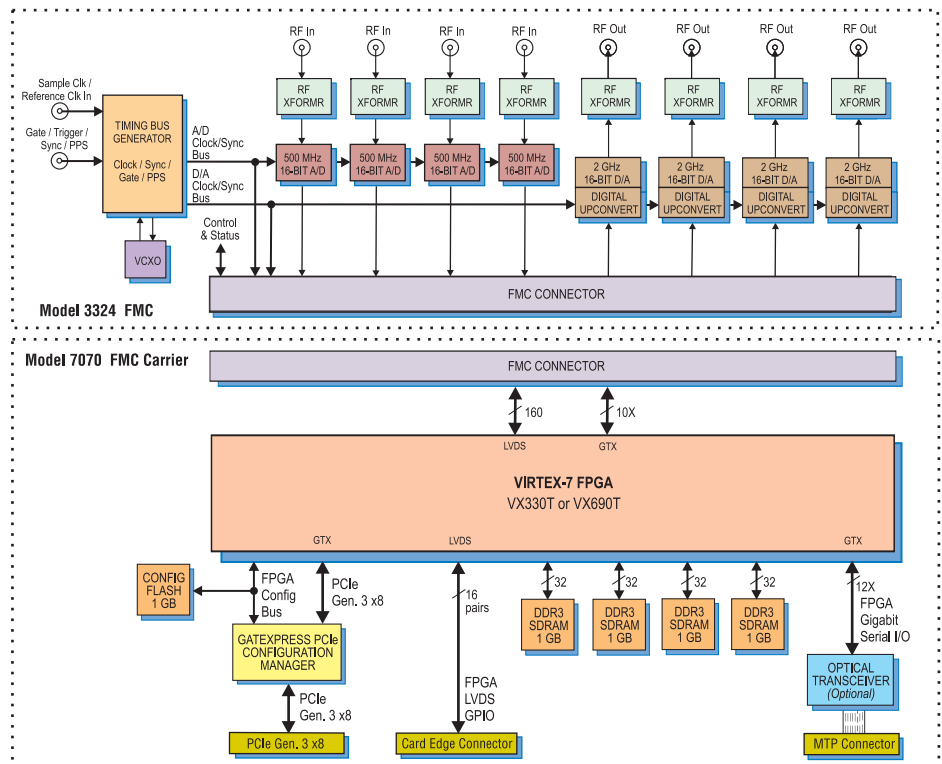 RF In
RF In
RF In
RF In
RF Out
RF Out
RF Out
RF Out
Sample Clk /
Reference Clk In
Gate / Trigger /
Sync / PPS
TIMING BUS
GENERATOR
Clock / Sync /
Gate / PPS
VCXO
A/D
Clock/Sync
Bus
D/A
Clock/Sync
Bus
Control
& Status
RF
XFORMR
RF
XFORMR
RF
XFORMR
RF
XFORMR
RF
XFORMR
RF
XFORMR
RF
XFORMR
RF
XFORMR
500 MHz
16-BIT A/D
500 MHz
16-BIT A/D
500 MHz
16-BIT A/D
500 MHz
16-BIT A/D
2 GHz
16-BIT D/A
DIGITAL
UPCONVERT
2 GHz
16-BIT D/A
DIGITAL
UPCONVERT
2 GHz
16-BIT D/A
DIGITAL
UPCONVERT
2 GHz
16-BIT D/A
DIGITAL
UPCONVERT
FMC CONNECTOR
Model 3324 FMC
Model 7070 FMC Carrier
FMC CONNECTOR
160
10X
LVDS
GTX
VIRTEX-7 FPGA
VX330T or VX690T
GTX
LVDS
GTX
CONFIG
FLASH
1 GB
FPGA
Config
Bus
PCIe
Gen. 3 x8
GATEXPRESS PCIe
CONFIGURATION
MANAGER
PCIe
Gen. 3 x8
PCIe Gen. 3 x8
16
pairs
FPGA
LVDS
GPIO
Card Edge Connector
32
32
32
32
DDR3
SDRAM
1 GB
DDR3
SDRAM
1 GB
DDR3
SDRAM
1 GB
DDR3
SDRAM
1 GB
12X
FPGA
Gigabit
Serial I/O
OPTICAL
TRANSCEIVER
(Optional)
MTP Connector